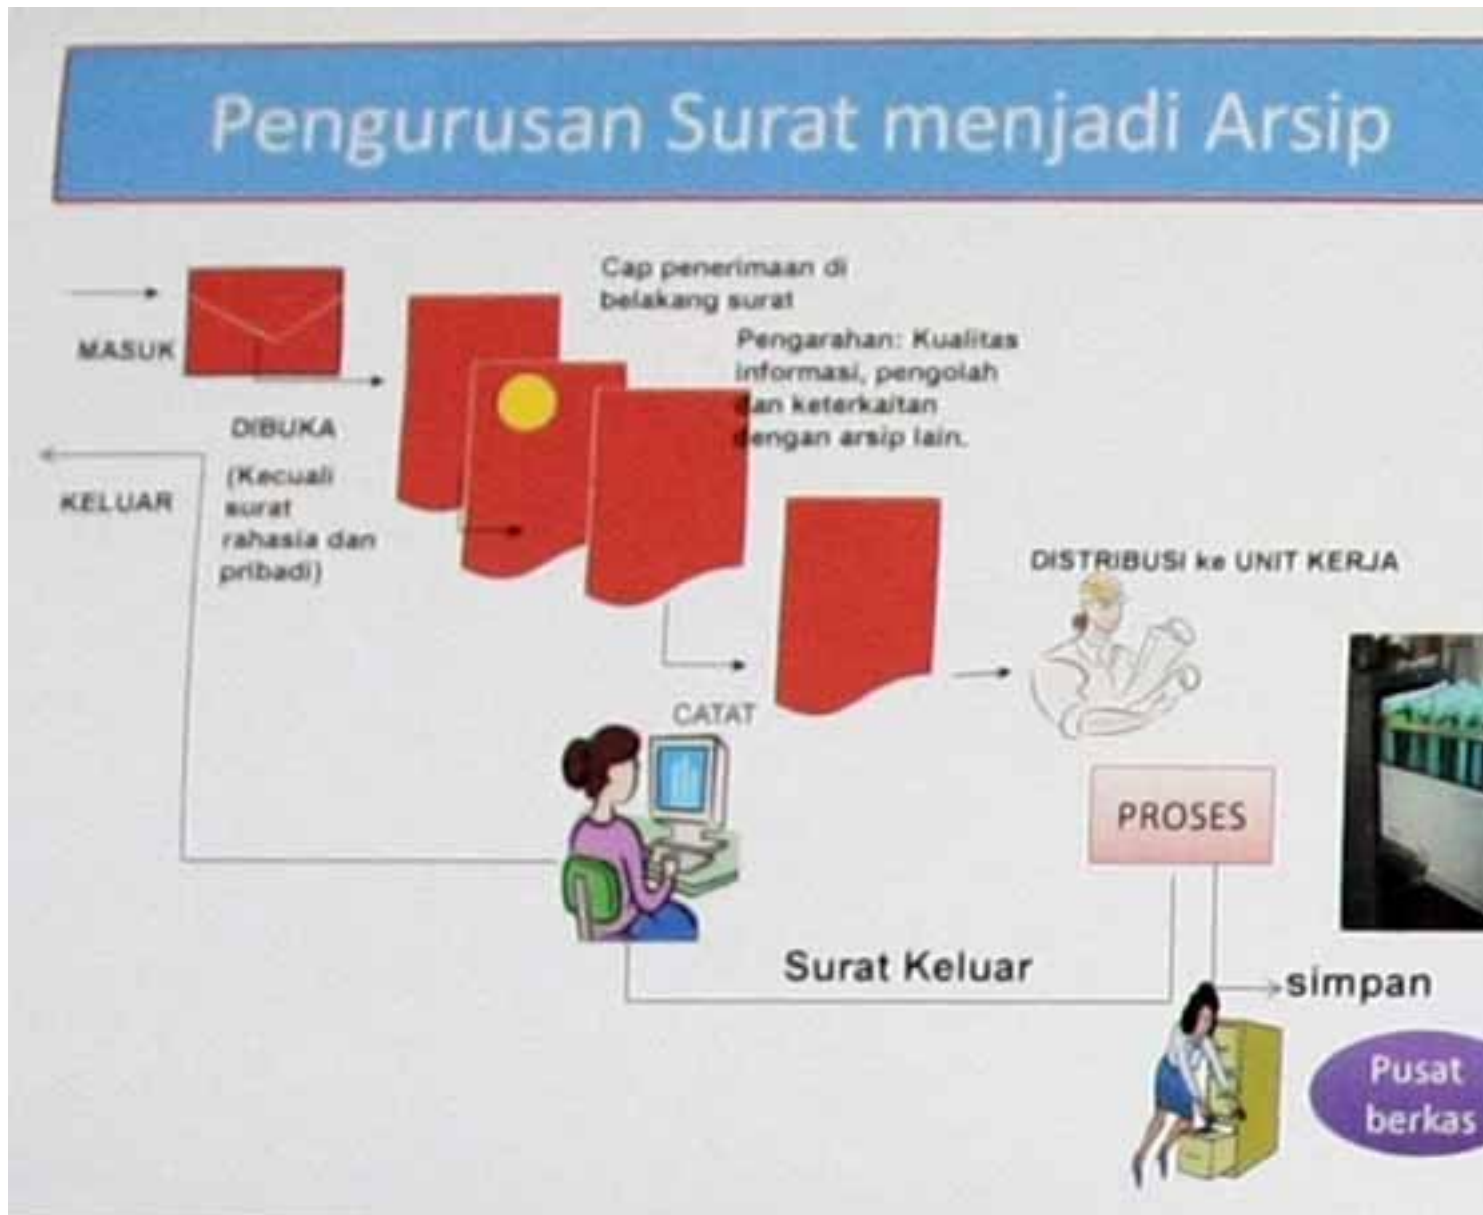 Pengurusan Surat menjadi Arsip
Cap penerimaan di
belakang surat
MASUK
Pengarahan: Kualitas
informasi, pengolah
dan keterkaitan
dengan arsip lain.
DIBUKA
(Kecuali
surat
rahasia dan
pribadi)
KELUAR
DISTRIBUSI ke UNIT KERJA
CATAT
PROSES
Surat Keluar
simpan
Pusat
berkas